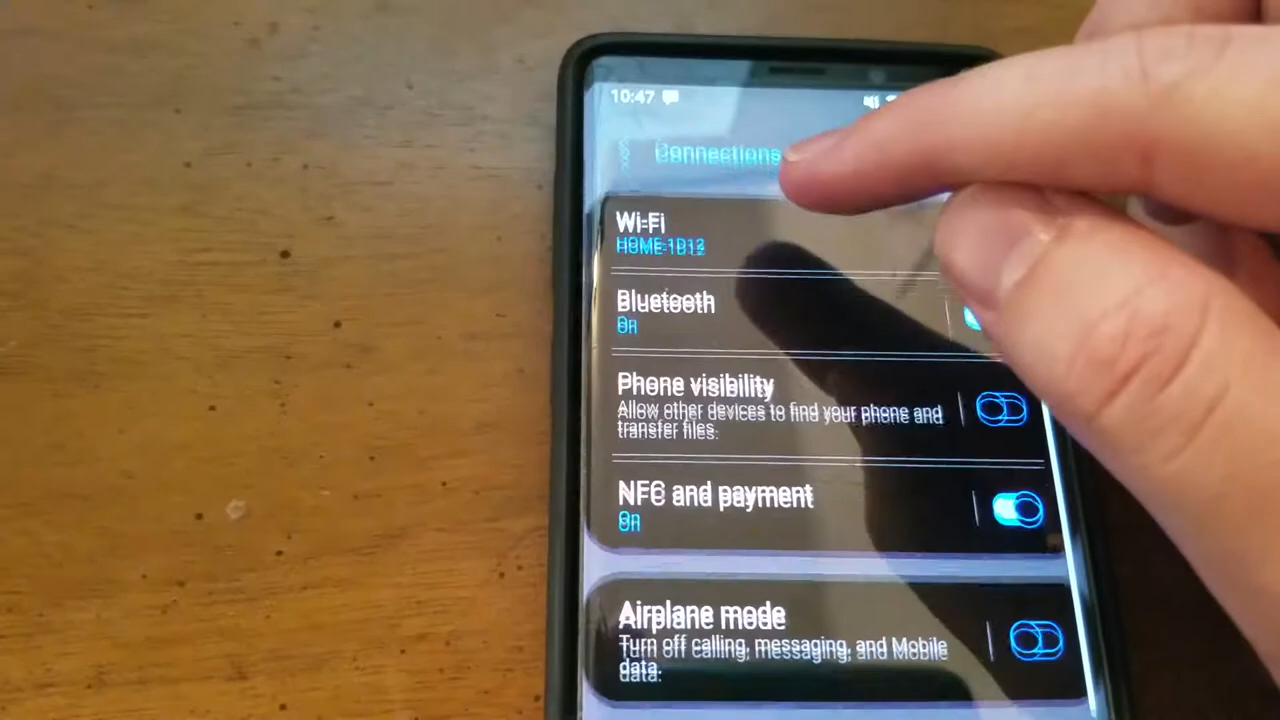 10:47
Connections
Wi-Fi
HOME-1D12
Bluetooth
On
Phone visibility
Allow other devices to find your phone and
transfer files.
NFC and payment
On
Airplane mode
Turn off calling, messaging, and Mobile
data.